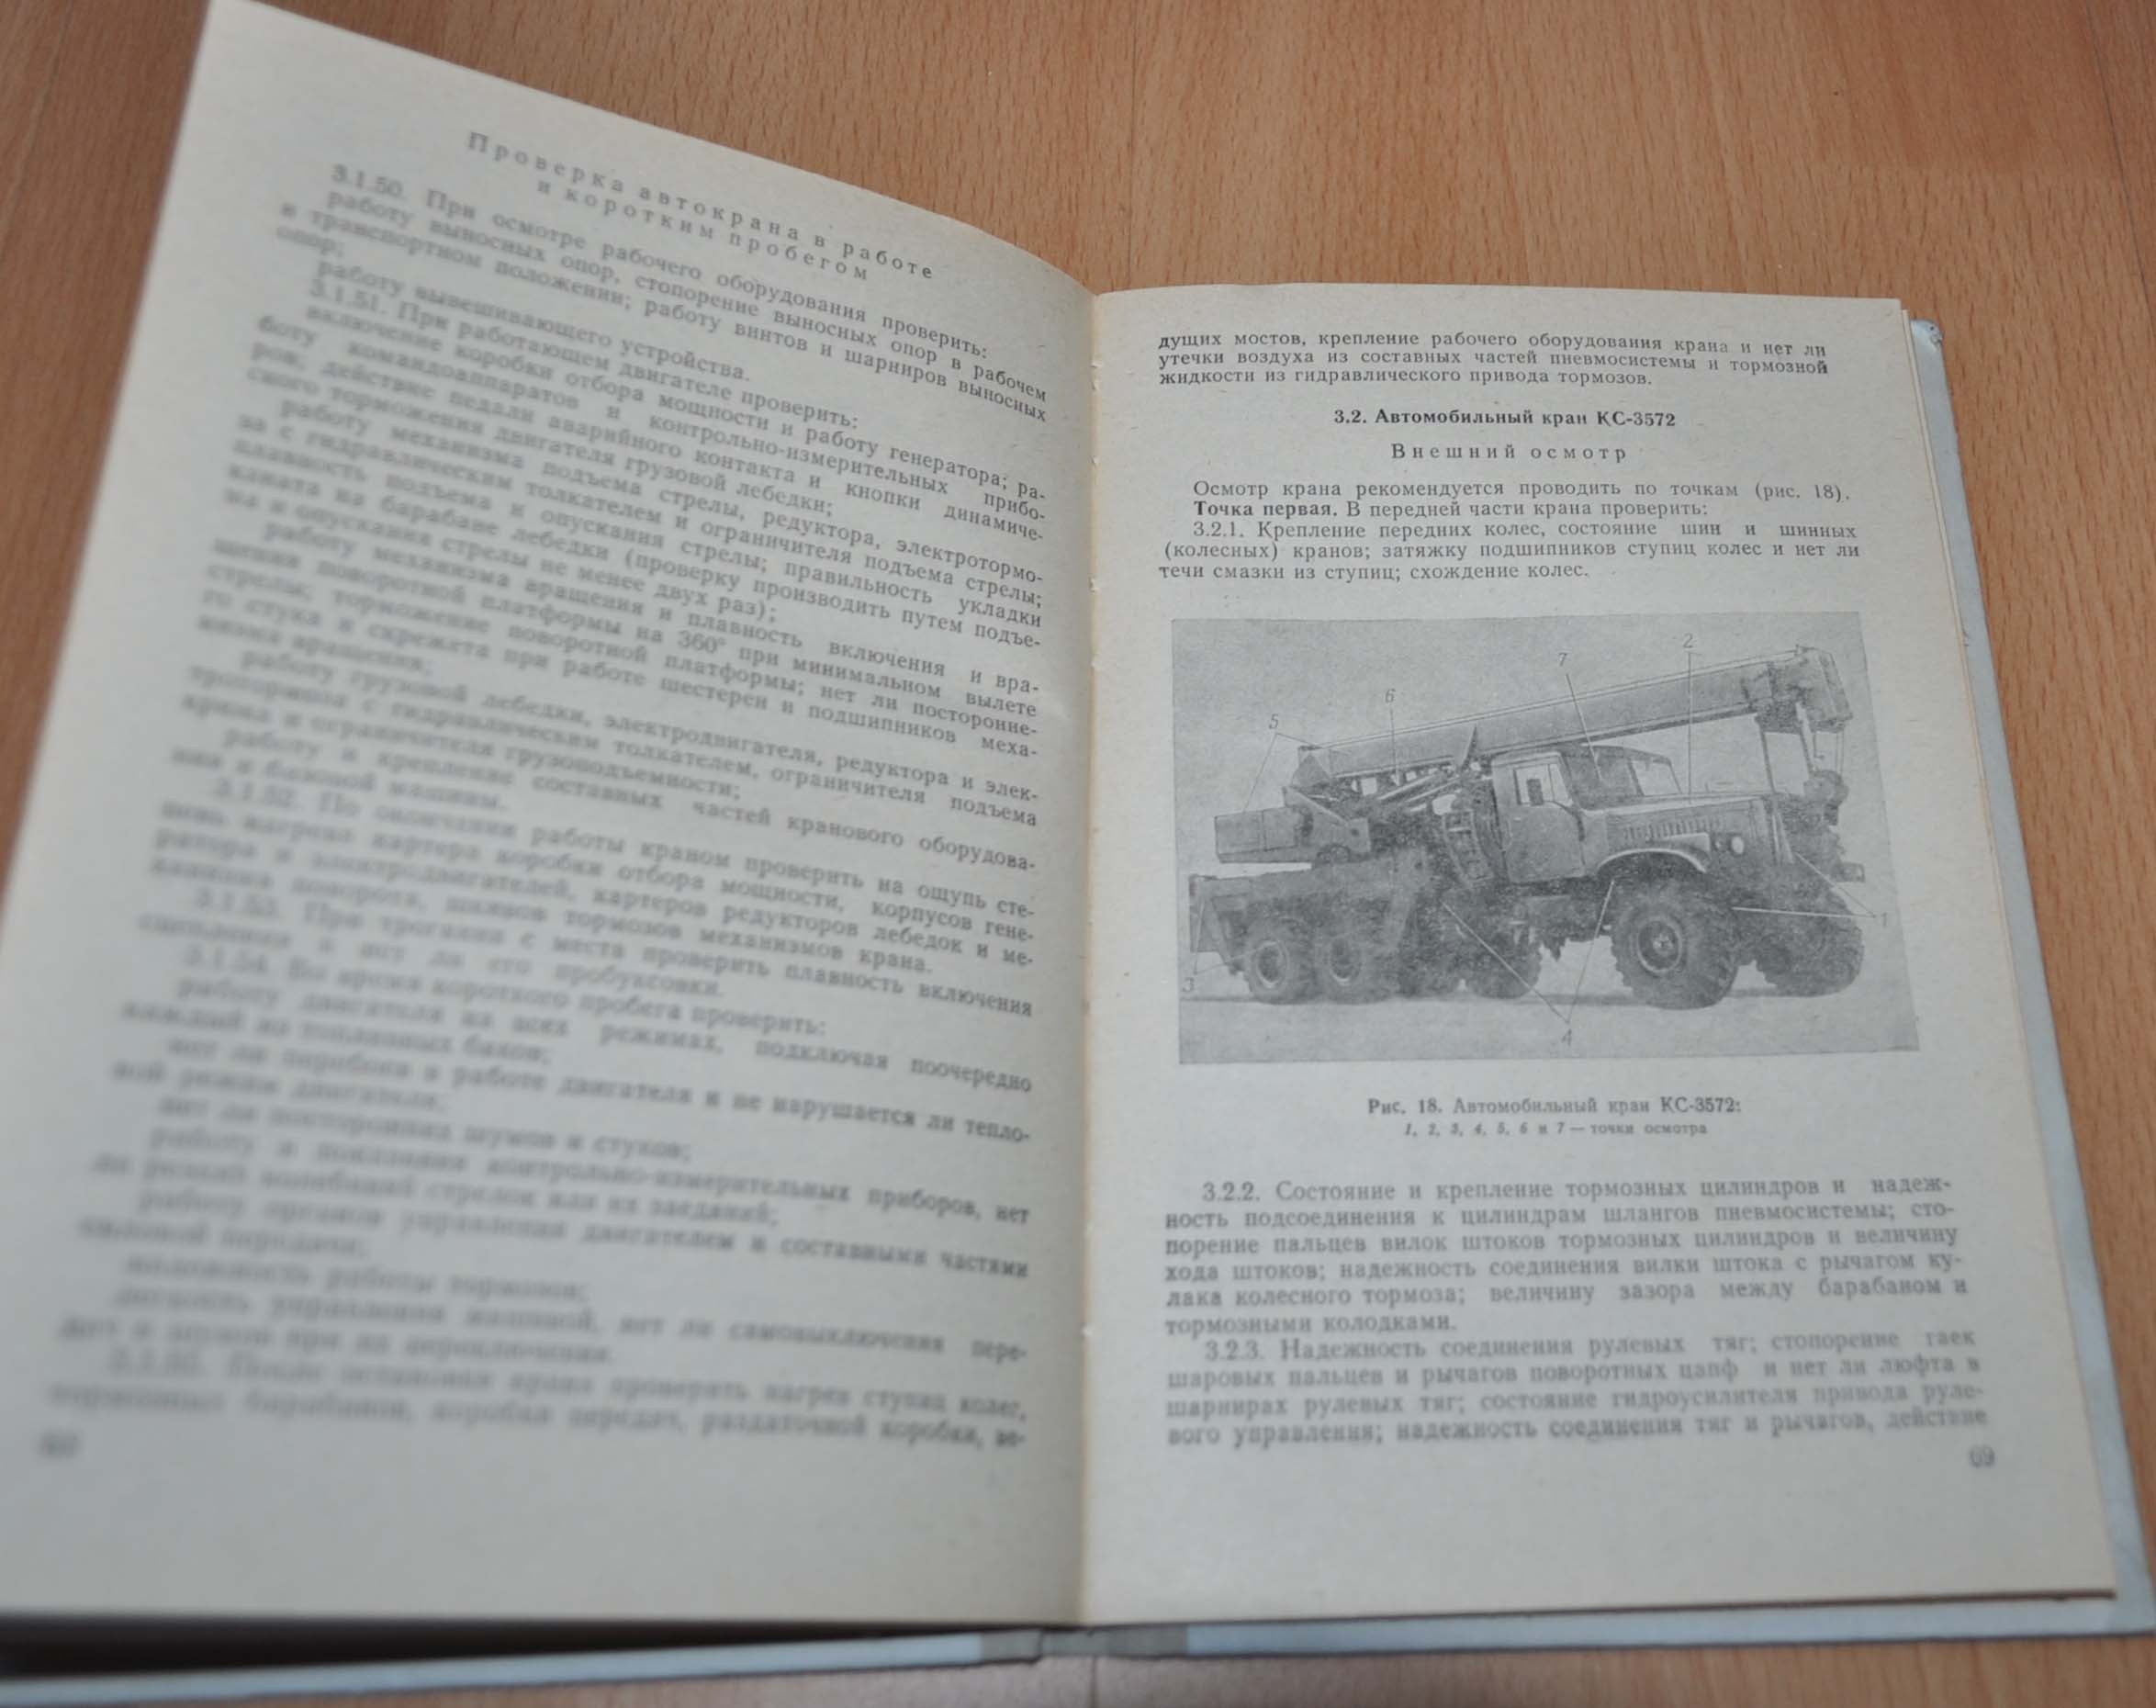 Проверка автокрана в работе
и коротким пробегом
3.1.50. При осмотре рабочего оборудования проверить:
работу выносных опор, стопорение выносных опор в рабочем
и транспортном положении; работу винтов и шарниров выносных
опор;
работу вывешивающего устройства.
3.1.51. При работающем двигателе проверить:
включение коробки отбора мощности и работу генератора; ра-
боту командоаппаратов и контрольно-измерительных прибо-
ров; действие педали аварийного контакта и кнопки динамиче-
ского торможения двигателя грузовой лебедки;
работу механизма подъема стрелы, редуктора, электротормо-
за с гидравлическим толкателем и ограничителя подъема стрелы;
плавность подъема и опускания стрелы; правильность укладки
каната на барабане лебедки (проверку производить путем подъе-
ма и опускания стрелы не менее двух раз);
работу механизма вращения и плавность включения и вра-
щения поворотной платформы на 360° при минимальном вылете
стрелы; торможение поворотной платформы; нет ли посторонне-
го стука и скрежета при работе шестерен и подшипников меха-
низма вращения;
работу грузовой лебедки, электродвигателя, редуктора и элек-
тротормоза с гидравлическим толкателем, ограничителя подъема
крюка и ограничителя грузоподъемности;
работу и крепление составных частей кранового оборудова-
ния и базовой машины.
3.1.52. По окончании работы краном проверить на ощупь сте-
пень нагрева картера коробки отбора мощности, корпусов гене-
ратора и электродвигателей, картеров редукторов лебедок и ме-
ханизма поворота, шкивов тормозов механизмов крана.
3.1.53. При трогании с места проверить плавность включения
сцепления и нет ли его пробуксовки.
3.1.54. Во время короткого пробега проверить:
работу двигателя на всех режимах, подключая поочередно
каждый из топливных баков;
нет ли перебоев в работе двигателя и не нарушается ли тепло-
вой режим двигателя;
нет ли посторонних шумов и стуков;
работу и показания контрольно-измерительных приборов, нет
ли резких колебаний стрелок или их заеданий;
работу органов управления двигателем и составными частями
силовой передачи;
надежность работы тормозов;
легкость управления машиной, нет ли самовыключения пере-
дач и шумов при их переключении.
3.1.55. После остановки крана проверить нагрев ступиц колес,
тормозных барабанов, коробки передач, раздаточной коробки, ве-
дущих мостов, крепление рабочего оборудования крана и нет ли
утечки воздуха из составных частей пневмосистемы и тормозной
жидкости из гидравлического привода тормозов.
3.2. Автомобильный кран КС-3572
Внешний осмотр
Осмотр крана рекомендуется проводить по точкам (рис. 18).
Точка первая. В передней части крана проверить:
3.2.1. Крепление передних колес, состояние шин и шинных
(колесных) кранов; затяжку подшипников ступиц колес и нет ли
течи смазки из ступиц; схождение колес.
2
7
6
5
1
3
4
Рис. 18. Автомобильный кран КС-3572:
1, 2, 3, 4, 5, 6 и 7 — точки осмотра
3.2.2. Состояние и крепление тормозных цилиндров и надеж-
ность подсоединения к цилиндрам шлангов пневмосистемы; сто-
порение пальцев вилок штоков тормозных цилиндров и величину
хода штоков; надежность соединения вилки штока с рычагом ку-
лака колесного тормоза; величину зазора между барабаном и
тормозными колодками.
3.2.3. Надежность соединения рулевых тяг; стопорение гаек
шаровых пальцев и рычагов поворотных цапф и нет ли люфта в
шарнирах рулевых тяг; состояние гидроусилителя привода руле-
вого управления; надежность соединения тяг и рычагов, действие
69